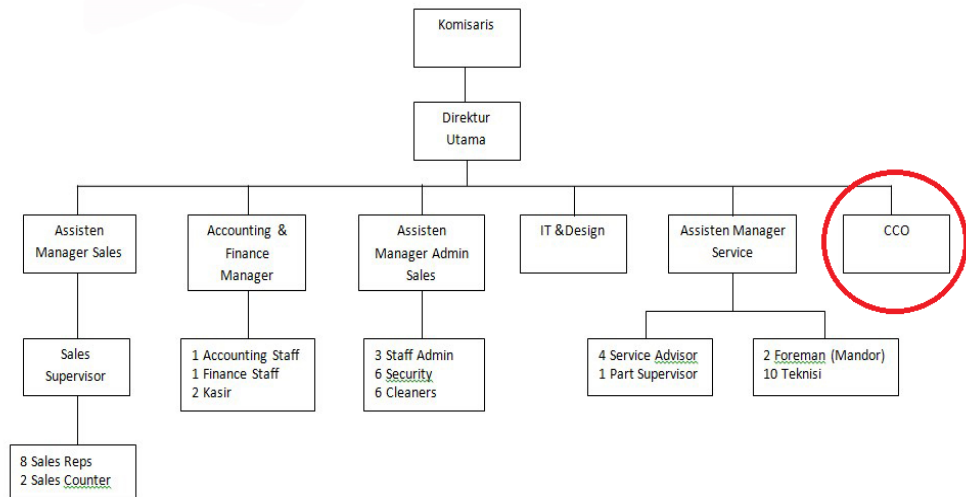 Komisaris
Direktur
Utama
Assisten
Manager Sales
Accounting &
Finance
Manager
Assisten
Manager Admin
Sales
IT &Design
Assisten Manager
Service
CCO
Sales
Supervisor
1 Accounting Staff
1 Finance Staff
2 Kasir
3 Staff Admin
6 Security
6 Cleaners
4 Service Advisor
1 Part Supervisor
2 Foreman (Mandor)
10 Teknisi
8 Sales Reps
2 Sales Counter